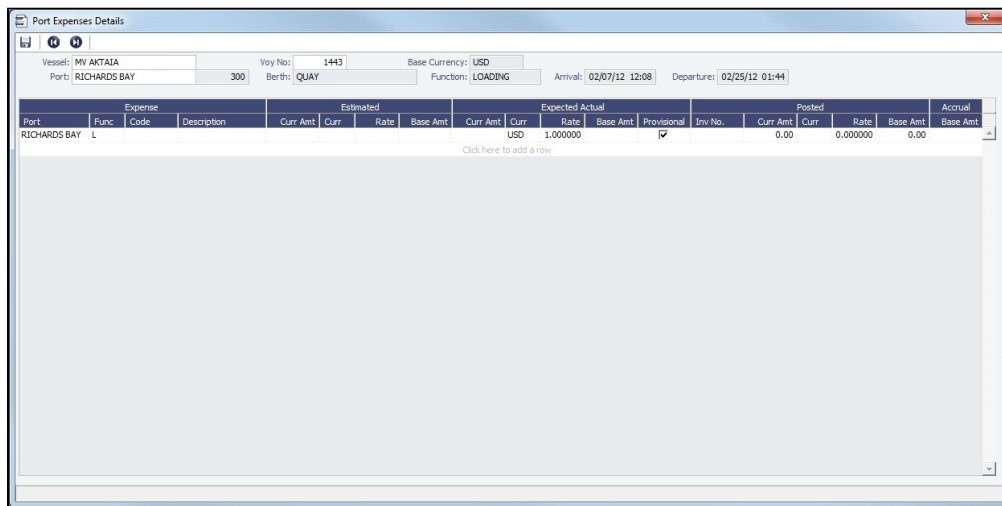 Port Expenses Details
Vessel: MV AKTAIA Voy No: 1443 Base Currency: USD
Port: RICHARDS BAY 300 Berth: QUAY Function: LOADING Arrival: 02/07/12 12:08 Departure: 02/25/12 01:44
Expense Estimated Expected Actual Posted Accrual
Port Func Code Description Curr Amt Curr Rate Base Amt Curr Amt Curr Rate Base Amt Provisional Inv No. Curr Amt Curr Rate Base Amt Base Amt
RICHARDS BAY L USD 1.000000 0.00 0.000000 0.00
Click here to add a row